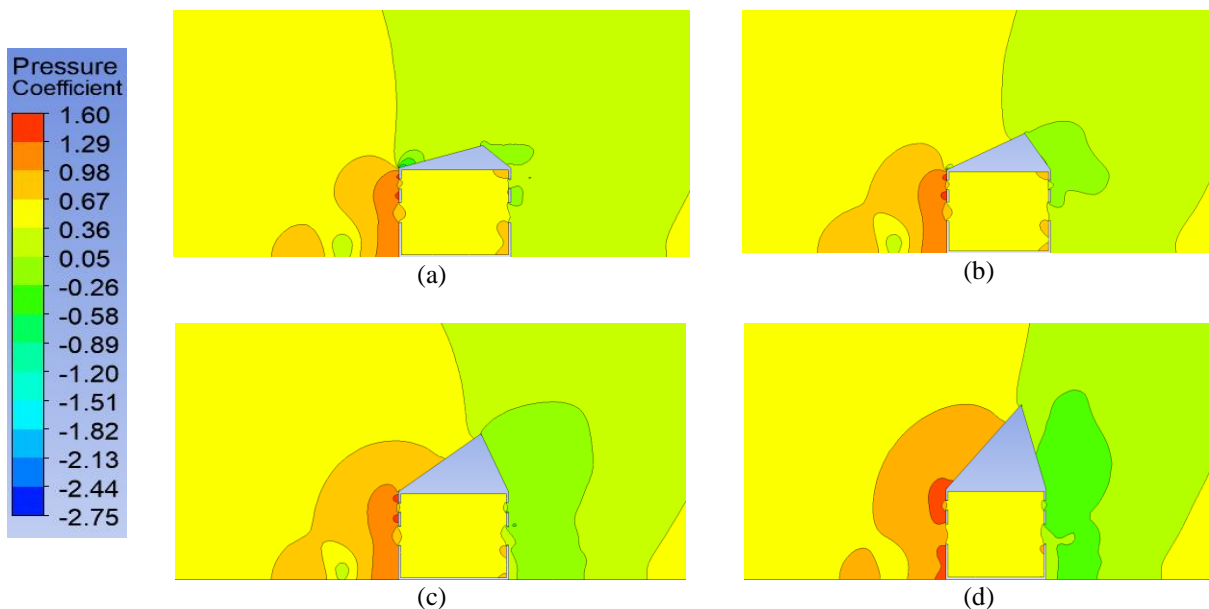 Pressure
Coefficient
1.60
1.29
0.98
0.67
0.36
0.05
-0.26
-0.58
-0.89
-1.20
-1.51
-1.82
-2.13
-2.44
-2.75
(a)
(b)
(c)
(d)